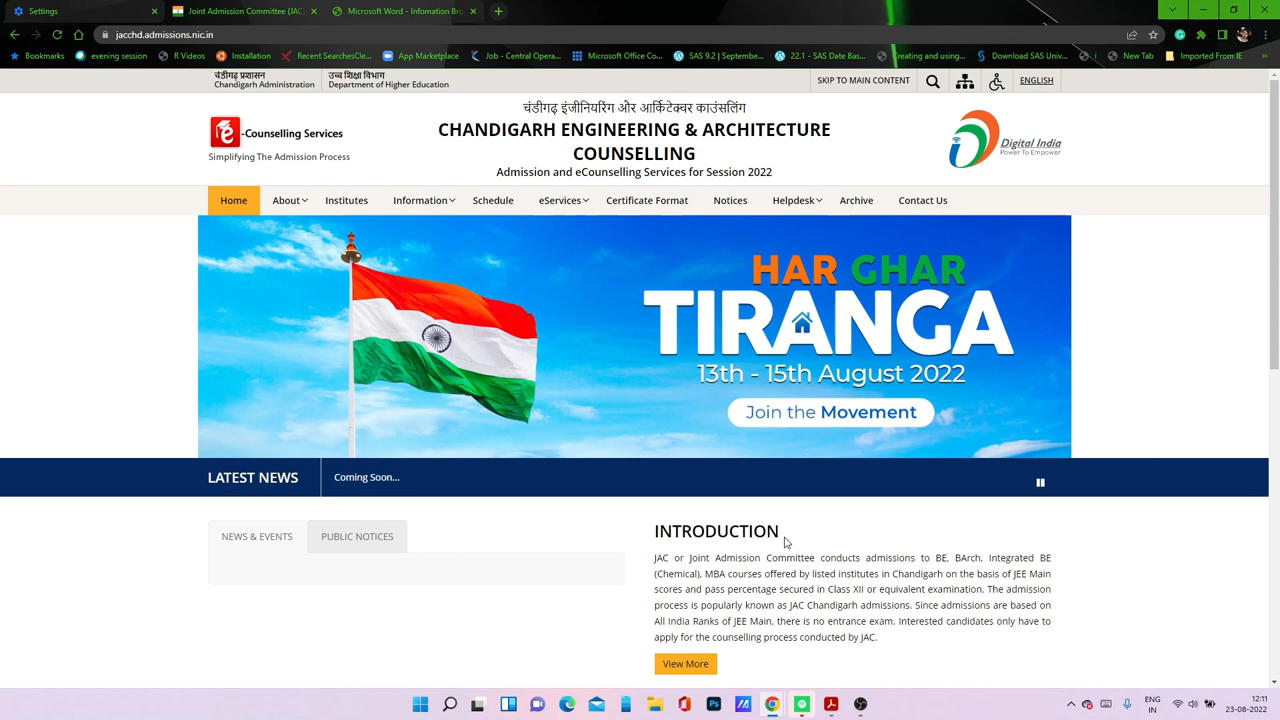 Settings
Joint Admission Committee (JAC)
Microsoft Word - Infomation Bro
jacchd.admissions.nic.in
Bookmarks
evening session
R Videos
Installation
Recent SearchesCle...
App Marketplace
Job - Central Opera...
Microsoft Office Co...
SAS 9.2 | Septembe...
22.1 - SAS Date Bas...
Creating and using...
Download SAS Univ...
New Tab
Imported From IE
»
चंडीगढ़ प्रशासन
Chandigarh Administration
उच्च शिक्षा विभाग
Department of Higher Education
SKIP TO MAIN CONTENT
ENGLISH
e-Counselling Services
Simplifying The Admission Process
चंडीगढ़ इंजीनियरिंग और आर्किटेक्चर काउंसलिंग
CHANDIGARH ENGINEERING & ARCHITECTURE
COUNSELLING
Admission and eCounselling Services for Session 2022
Digital India
Power To Empower
Home
About
Institutes
Information
Schedule
eServices
Certificate Format
Notices
Helpdesk
Archive
Contact Us
HAR GHAR
TIRANGA
13th - 15th August 2022
Join the Movement
LATEST NEWS
Coming Soon...
NEWS & EVENTS
PUBLIC NOTICES
INTRODUCTION
JAC or Joint Admission Committee conducts admissions to BE, BArch, Integrated BE
(Chemical), MBA courses offered by listed institutes in Chandigarh on the basis of JEE Main
scores and pass percentage secured in Class XII or equivalent examination. The admission
process is popularly known as JAC Chandigarh admissions. Since admissions are based on
All India Ranks of JEE Main, there is no entrance exam. Interested candidates only have to
apply for the counselling process conducted by JAC.
View More
ENG
IN
12:11
23-08-2022